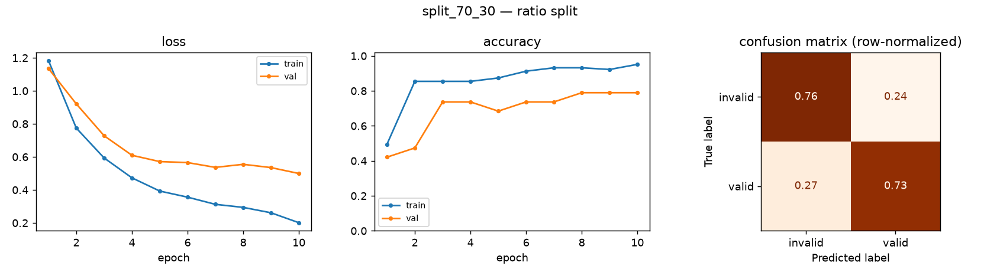 split_70_30 — ratio split
loss
1.2
1.0
0.8
0.6
0.4
0.2
2 4 6 8 10
epoch
train
val
accuracy
1.0
0.8
0.6
0.4
0.2
0.0
2 4 6 8 10
epoch
train
val
confusion matrix (row-normalized)
True label
invalid
valid
0.76 0.24
0.27 0.73
invalid valid
Predicted label